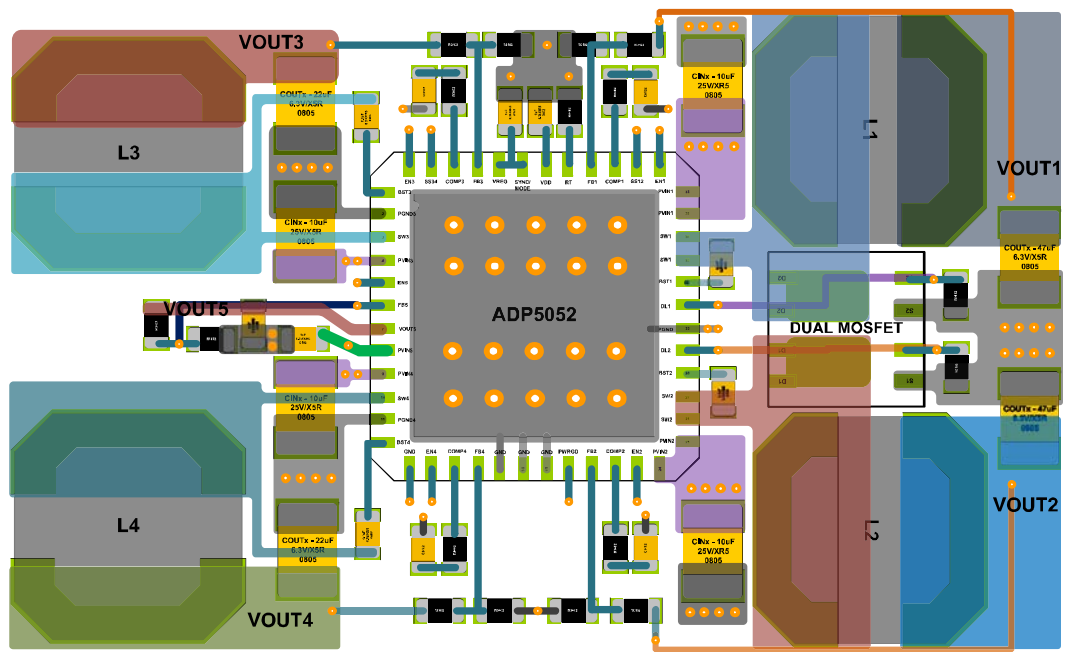 VOUT3
COUTx - 22uF
6.3V/X5R
0805
L3
CINx - 10uF
25V/XR5
0805
L1
VOUT1
EN3
SS34
COMP3
FB3
VREG
SYNC/
MODE
VDD
RT
FB1
COMP1
SS12
EN1
BST3
PGND3
SW3
PVIN3
EN5
FB5
VOUT5
PVIN5
PVIN4
SW4
PGND4
BST4
PVIN1
PVIN1
SW1
SW1
BST1
DL1
PGND
DL2
BST2
SW2
SW2
PVIN2
CINx - 10uF
25V/X5R
0805
COUTx - 47uF
6.3V/X5R
0805
VOUT5
ADP5052
D2
D2
S2
DUAL MOSFET
D1
D1
S1
CINx - 10uF
25V/X5R
0805
COUTx - 47uF
6.3V/X5R
0805
GND
EN4
COMP4
FB4
GND
GND
GND
PWRGD
FB2
COMP2
EN2
PVIN2
VOUT2
L4
COUTx - 22uF
6.3V/X5R
0805
CINx - 10uF
25V/XR5
0805
L2
VOUT4